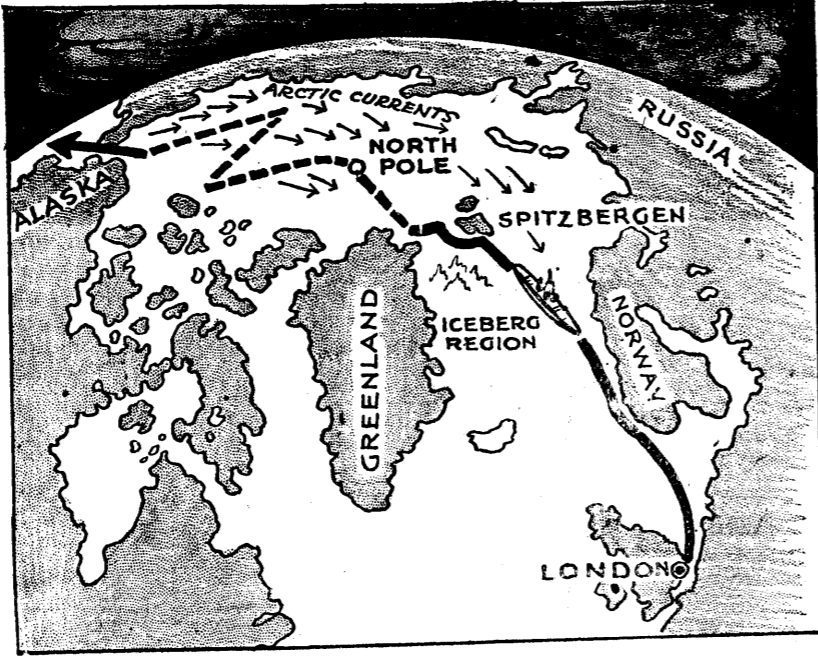 ARCTIC CURRENTS
RUSSIA
NORTH
POLE
ALASKA
SPITZBERGEN
GREENLAND
ICEBERG
REGION
NORWAY
LONDON